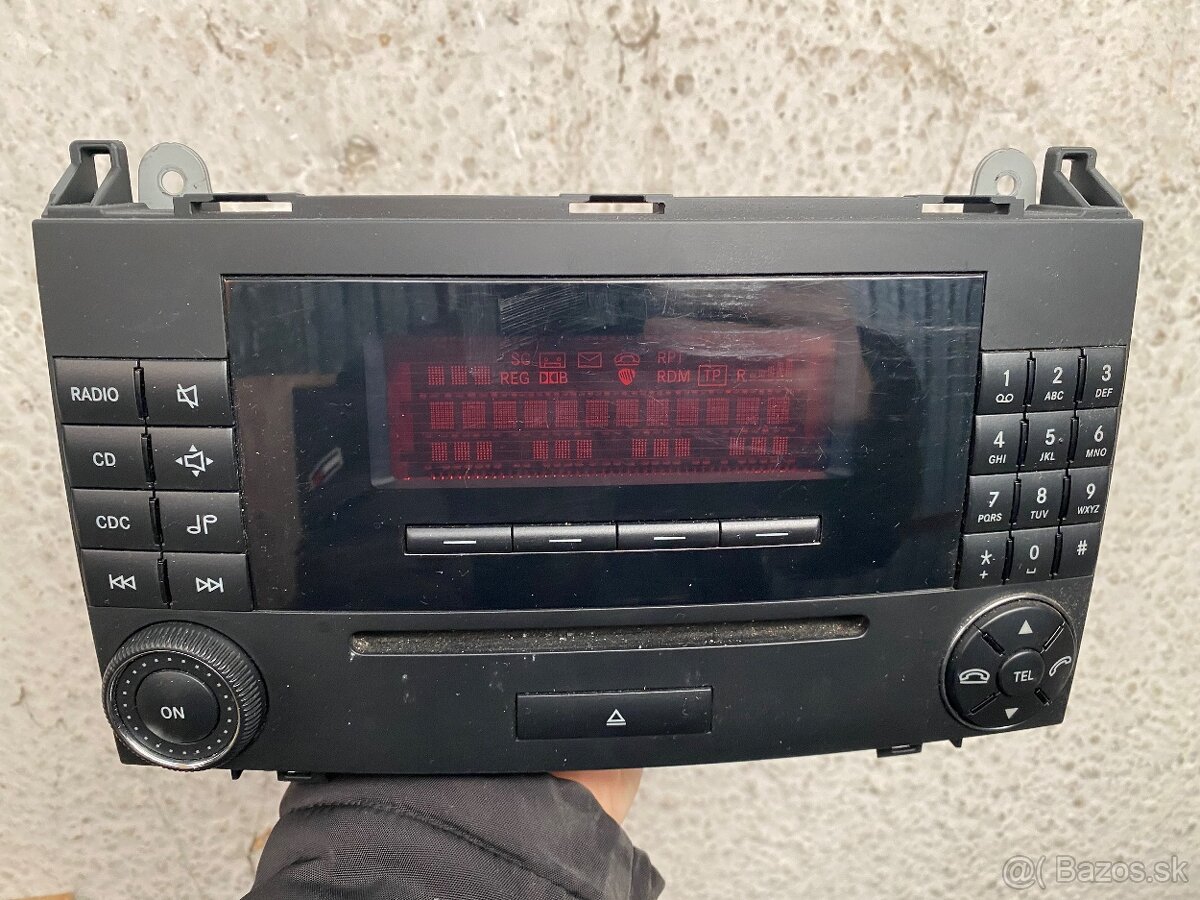 SC RPT
REG B RDM TP R
RADIO
CD
CDC
ON
1
2 ABC
3 DEF
4 GHI
5 JKL
6 MNO
7 PQRS
8 TUV
9 WXYZ
* +
0
#
TEL
@( Bazos.sk